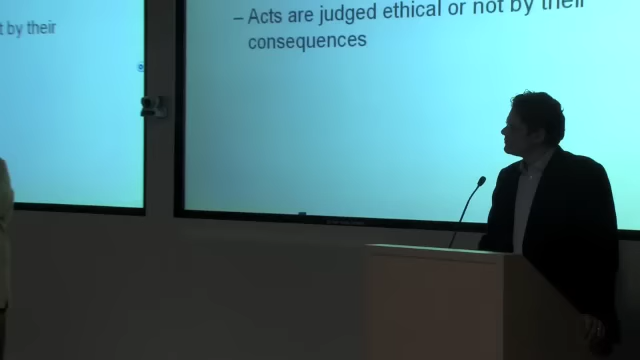 t by their
– Acts are judged ethical or not by their
consequences